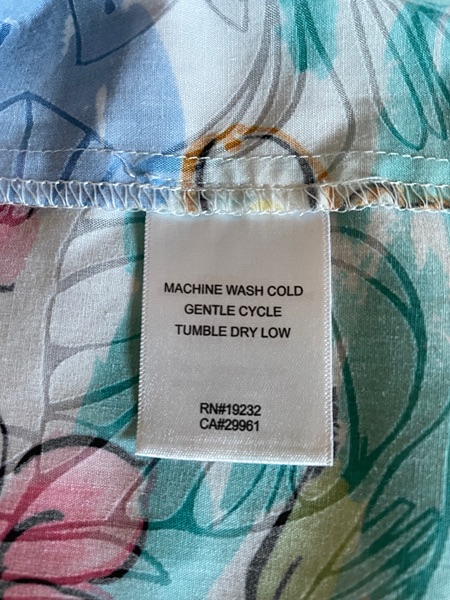 MACHINE WASH COLD
GENTLE CYCLE
TUMBLE DRY LOW
RN#19232
CA#29961